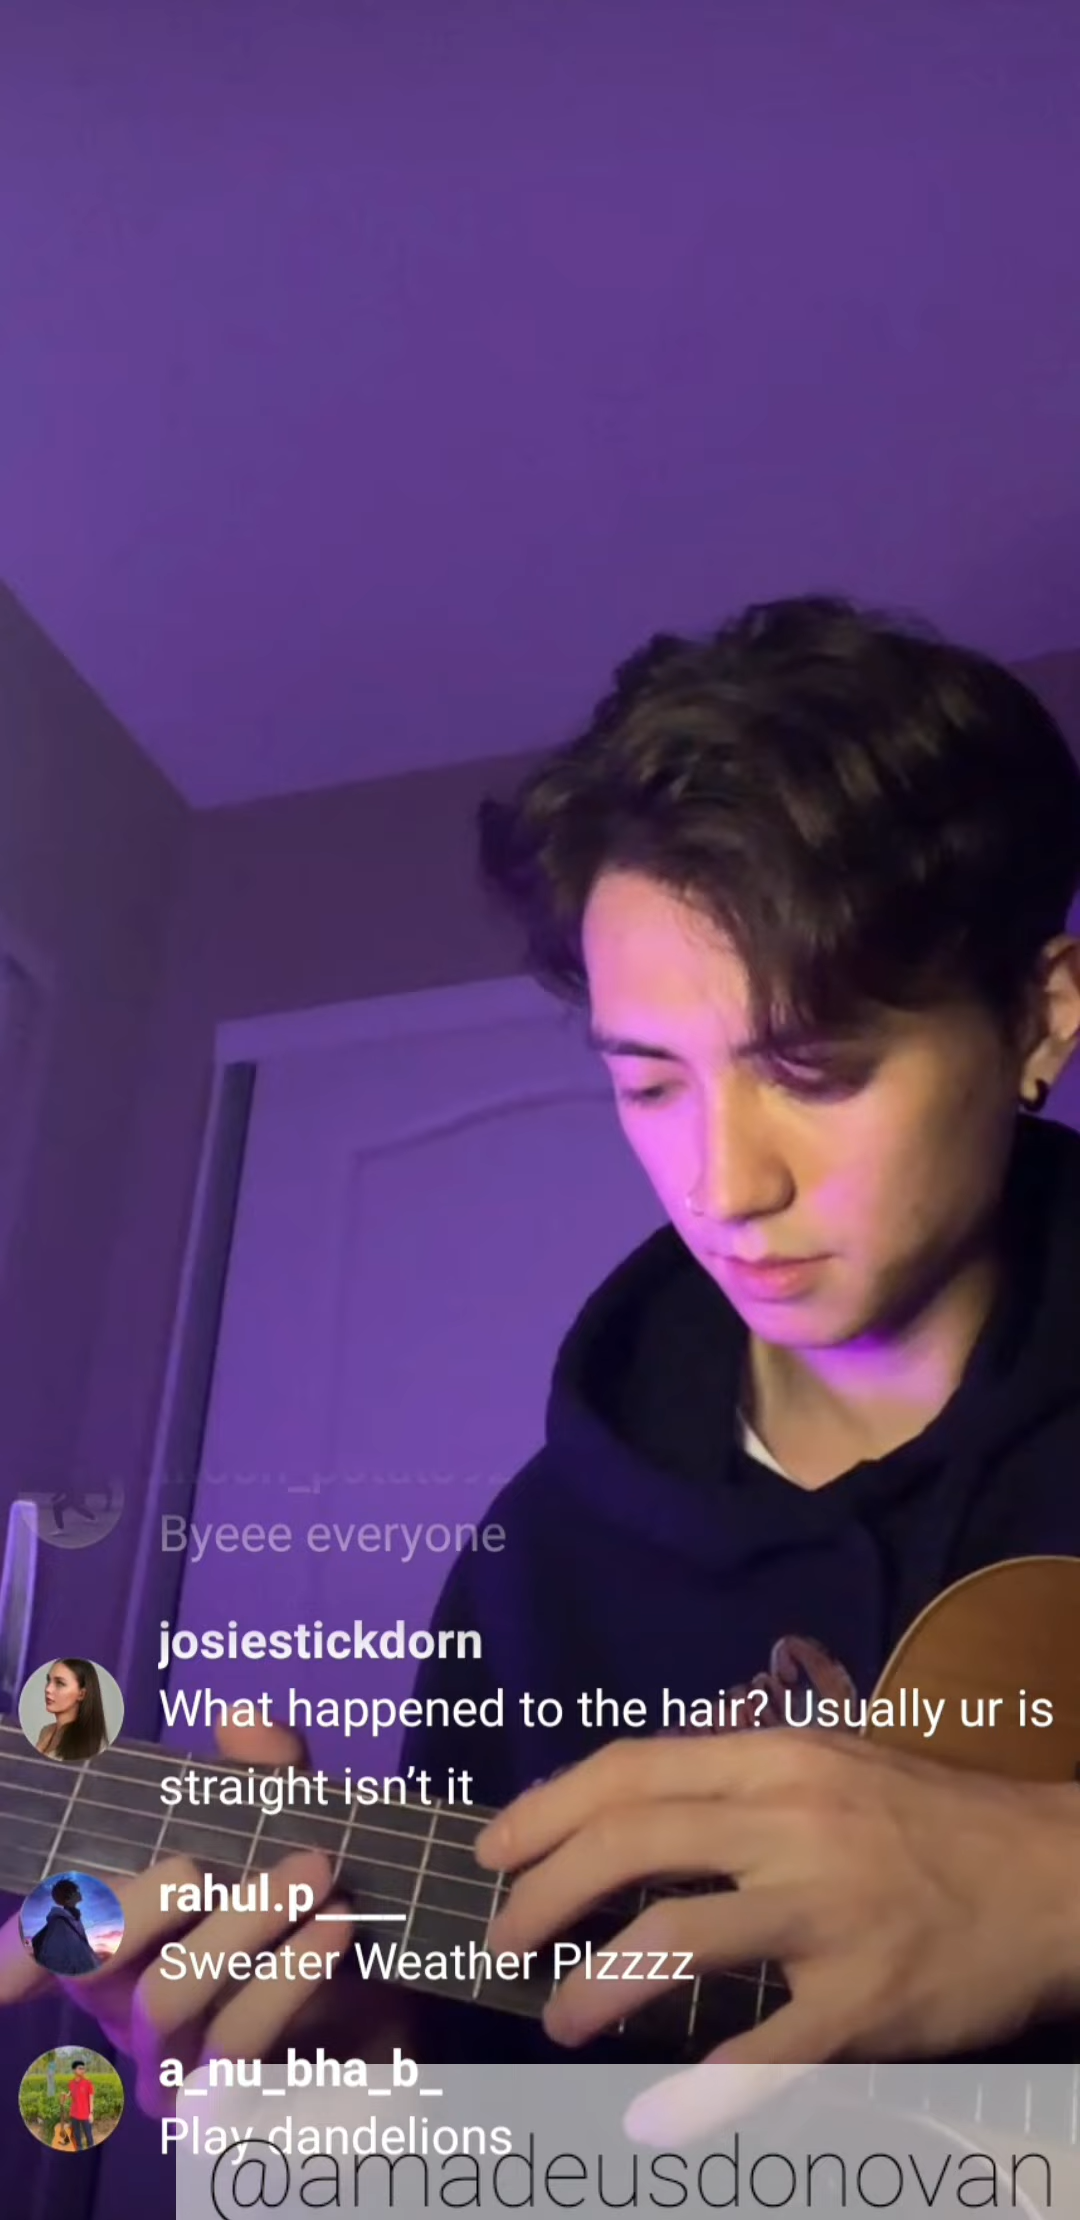 Byeee everyone
josiestickdorn
What happened to the hair? Usually ur is
straight isn't it
rahul.p____
Sweater Weather Plzzzz
a_nu_bha_b_
Play dandelions
@amadeusdonovan